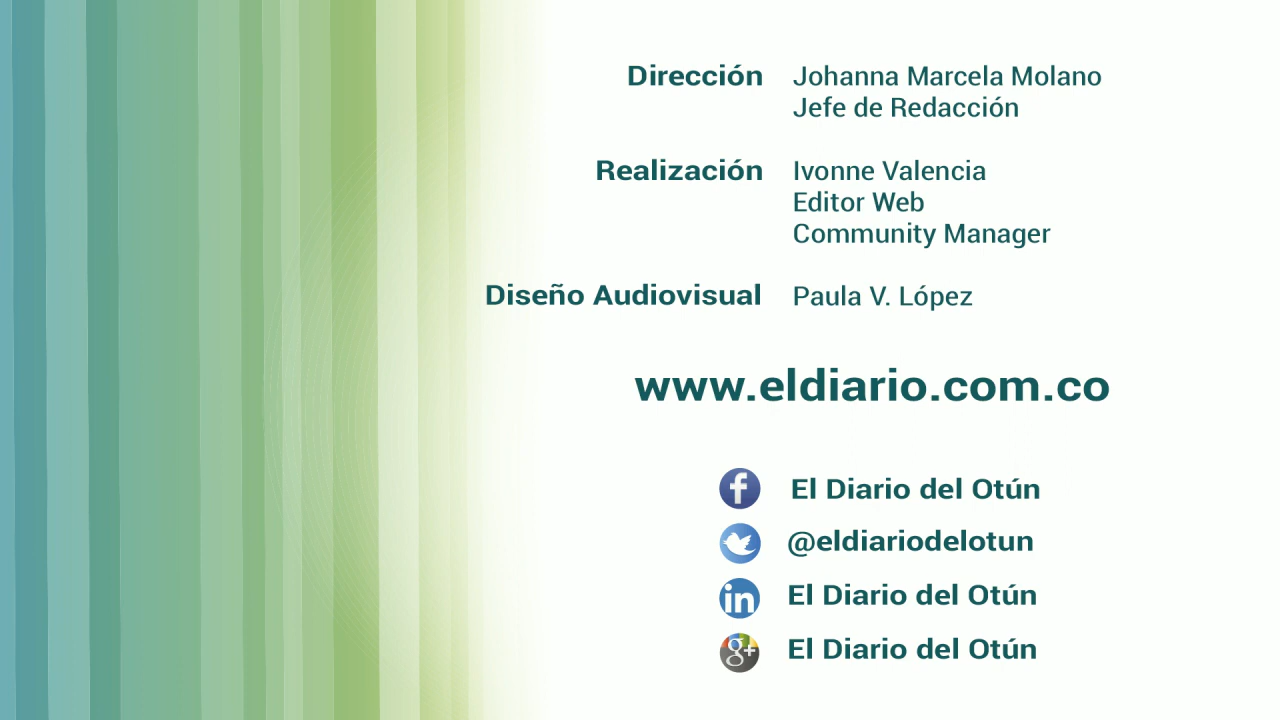 Dirección Johanna Marcela Molano
Jefe de Redacción
Realización Ivonne Valencia
Editor Web
Community Manager
Diseño Audiovisual Paula V. López
www.eldiario.com.co
f El Diario del Otún
@eldiariodelotun
in El Diario del Otún
g+ El Diario del Otún